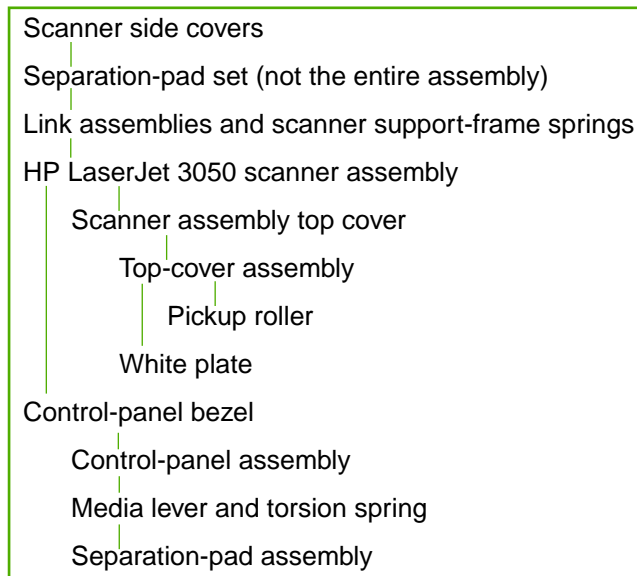 Scanner side covers
Separation-pad set (not the entire assembly)
Link assemblies and scanner support-frame springs
HP LaserJet 3050 scanner assembly
Scanner assembly top cover
Top-cover assembly
Pickup roller
White plate
Control-panel bezel
Control-panel assembly
Media lever and torsion spring
Separation-pad assembly